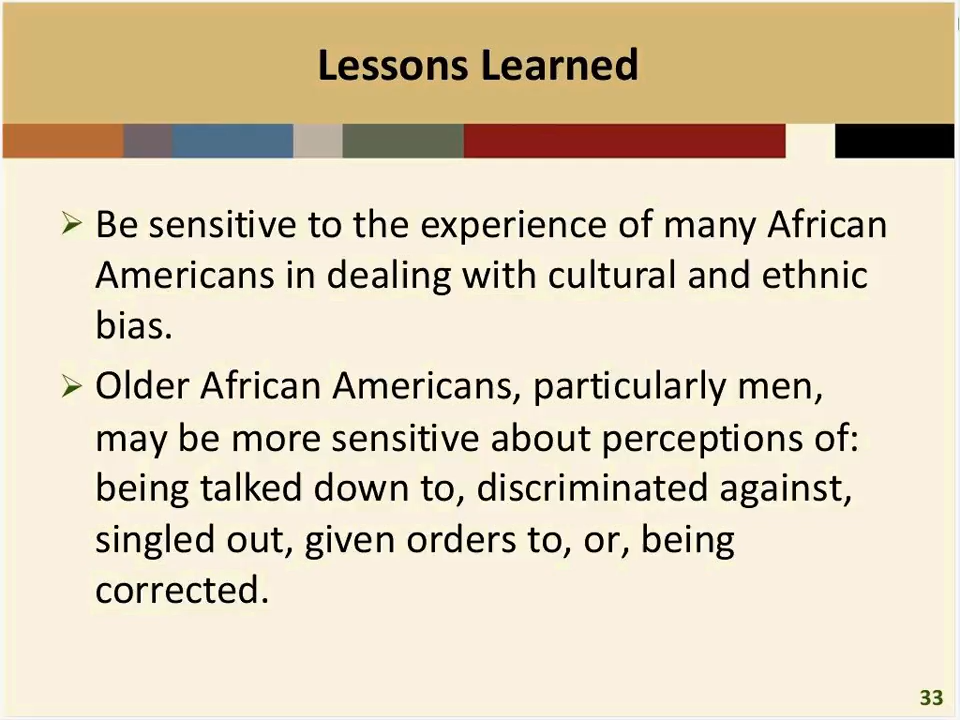 Lessons Learned
Be sensitive to the experience of many African
Americans in dealing with cultural and ethnic
bias.
Older African Americans, particularly men,
may be more sensitive about perceptions of:
being talked down to, discriminated against,
singled out, given orders to, or, being
corrected.
33